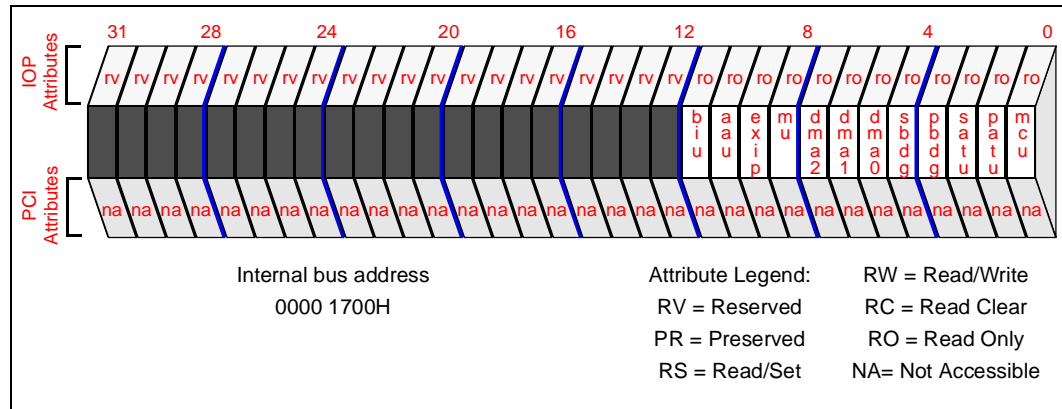 31 28 24 20 16 12 8 4 0
IOP Attributes
rv rv rv rv rv rv rv rv rv rv rv rv rv rv rv rv rv rv rv rv ro ro ro ro ro ro ro ro ro ro ro ro
biu aau exip mu dma2 dma1 dma0 sbdg pbdg satu patu mcu
PCI Attributes
na na na na na na na na na na na na na na na na na na na na na na na na na na na na na na na na
Internal bus address
0000 1700H
Attribute Legend:
RV = Reserved
PR = Preserved
RS = Read/Set
RW = Read/Write
RC = Read Clear
RO = Read Only
NA= Not Accessible